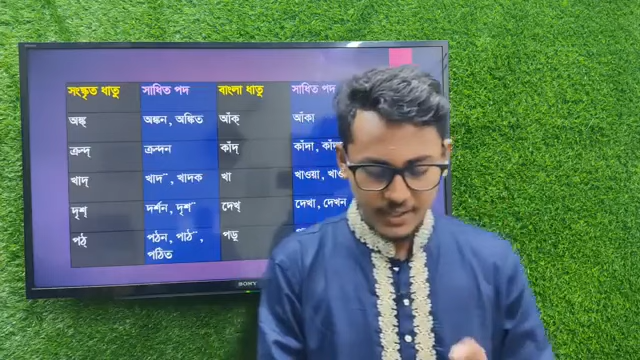 সংস্কৃত ধাতু সাধিত পদ বাংলা ধাতু সাধিত পদ
অঙ্ক্ অঙ্কন, অঙ্কিত আঁক্ আঁকা
ক্রন্দ্ ক্রন্দন কাঁদ্ কাঁদা,
খাদ্ খাদ্য, খাদক খা খাওয়া,
দৃশ্ দর্শন, দৃশ্য দেখ্ দেখা, দেখন
পঠ্ পঠন, পাঠ্য, পড়্
পঠিত
SONY